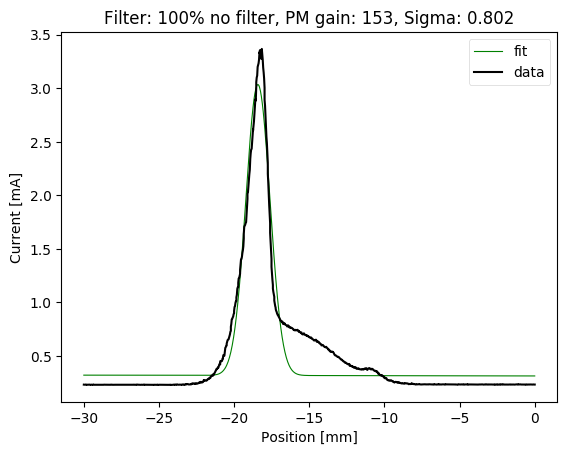 Filter: 100% no filter, PM gain: 153, Sigma: 0.802
fit
data
Current [mA]
3.5
3.0
2.5
2.0
1.5
1.0
0.5
−30
−25
−20
−15
−10
−5
0
Position [mm]